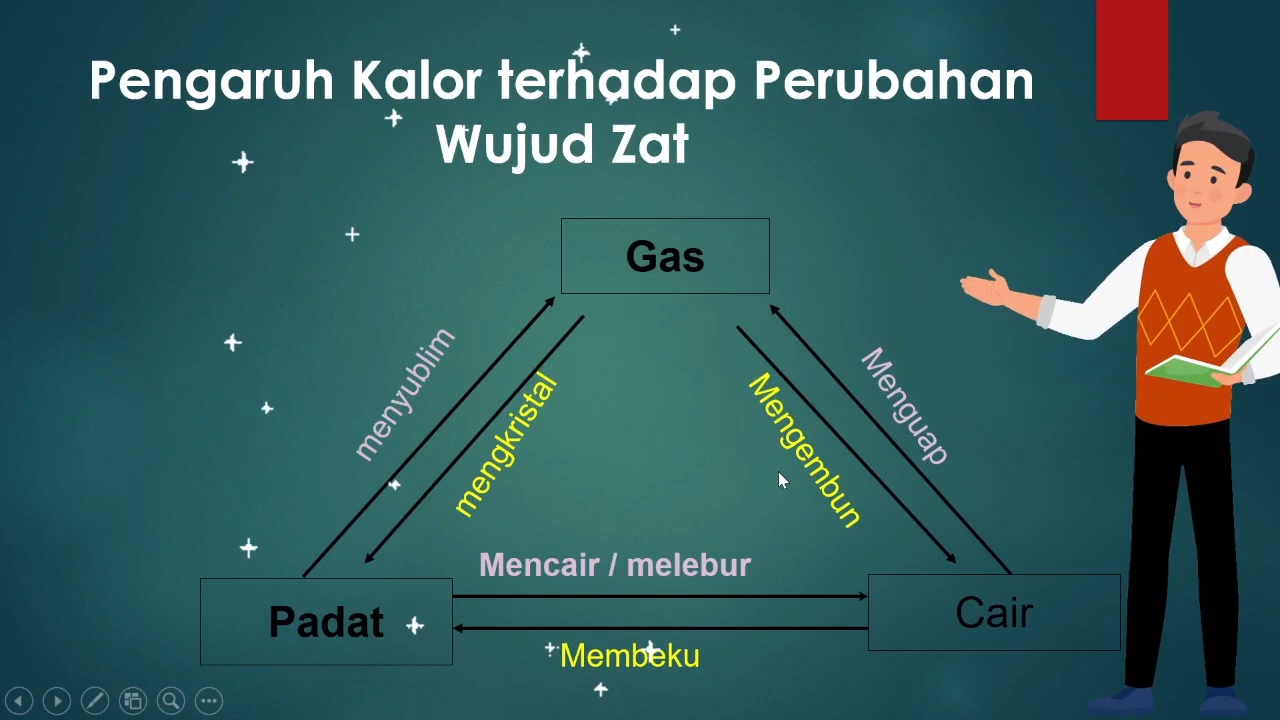 Pengaruh Kalor terhadap Perubahan
Wujud Zat
Gas
menyublim
mengkristal
Mengembun
Menguap
Mencair / melebur
Padat
Cair
Membeku